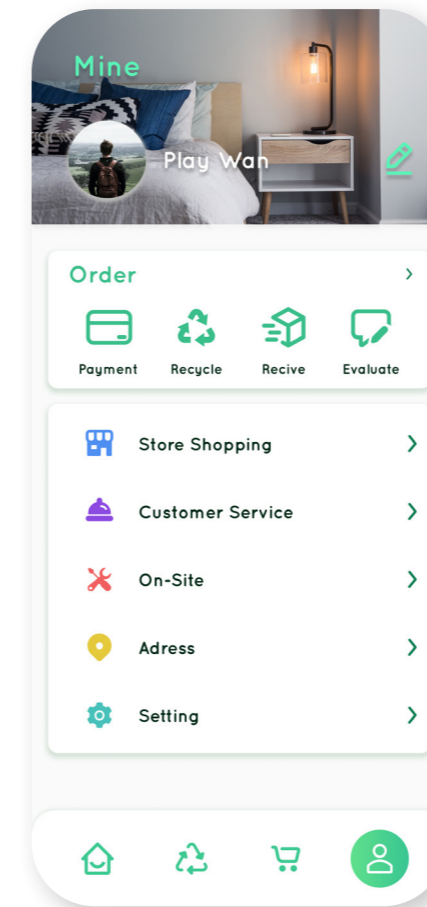 Mine
Play Wan
Order
Payment Recycle Recive Evaluate
Store Shopping
Customer Service
On-Site
Adress
Setting